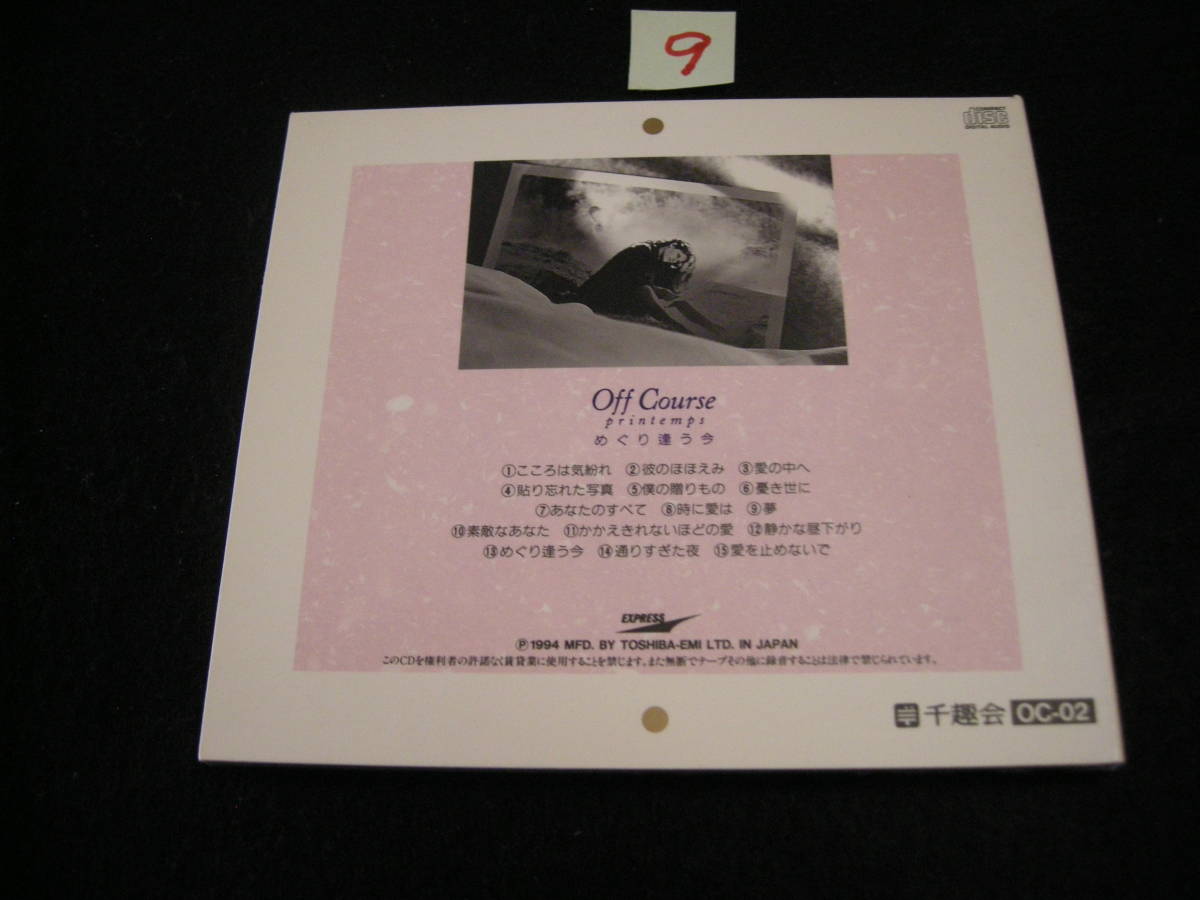 9
COMPACT
disc
DIGITAL AUDIO
Off Course
printemps
めぐり逢う今
①こころは気紛れ ②彼のほほえみ ③愛の中へ
④貼り忘れた写真 ⑤僕の贈りもの ⑥憂き世に
⑦あなたのすべて ⑧時に愛は ⑨夢
⑩素敵なあなた ⑪かかえきれないほどの愛 ⑫静かな昼下がり
⑬めぐり逢う今 ⑭通りすぎた夜 ⑮愛を止めないで
EXPRESS
Ⓟ1994 MFD. BY TOSHIBA-EMI LTD. IN JAPAN
このCDを権利者の許諾なく賃貸業に使用することを禁じます。また無断でテープその他に録音することは法律で禁じられています。
千趣会 OC-02